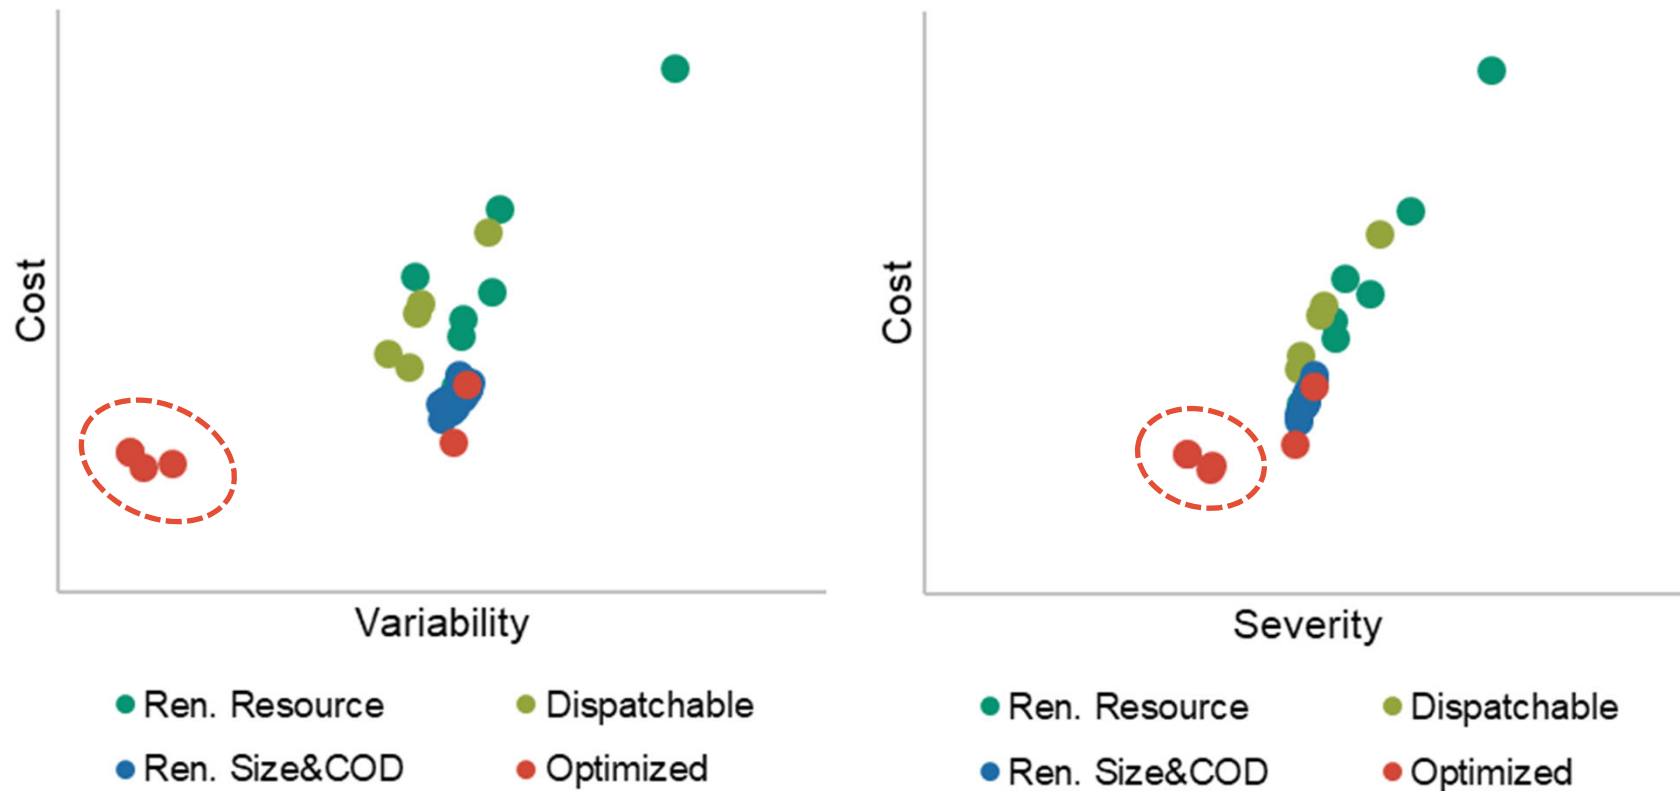 Cost
Variability
Ren. Resource
Dispatchable
Ren. Size&COD
Optimized
Cost
Severity
Ren. Resource
Dispatchable
Ren. Size&COD
Optimized